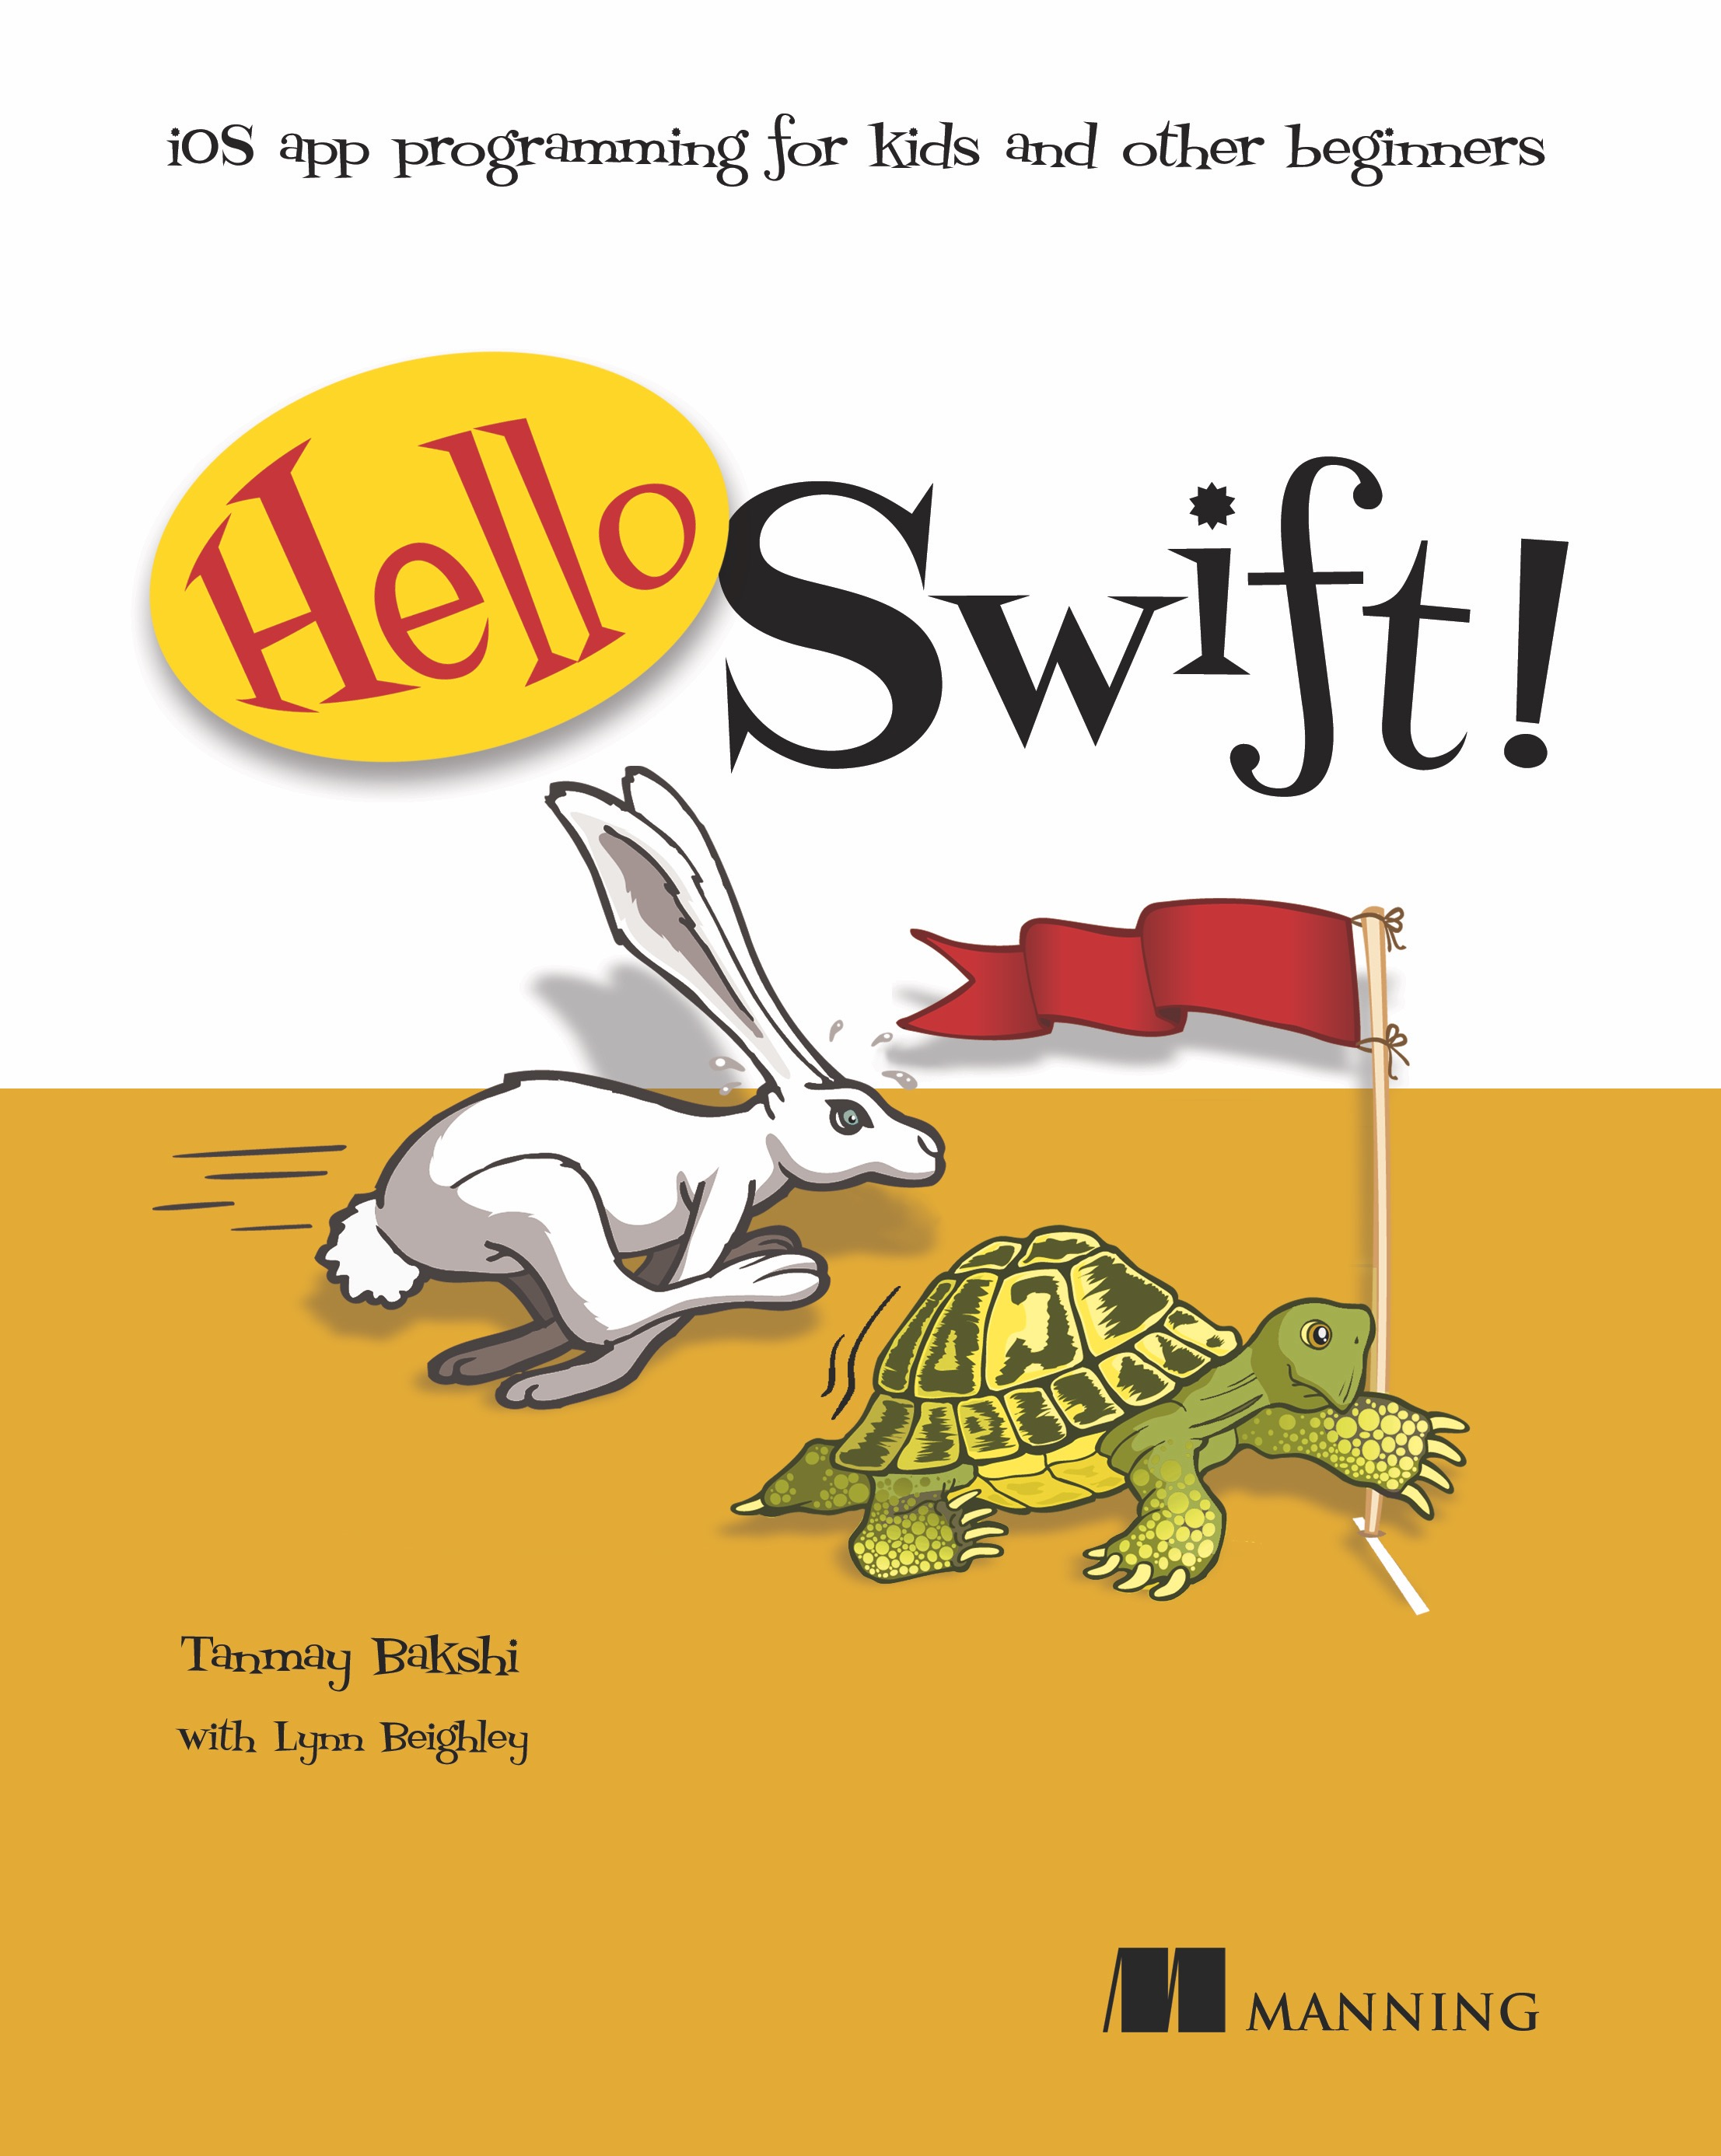 iOS app programming for kids and other beginners
Hello Swift!
Tanmay Bakshi
with Lynn Beighley
MANNING